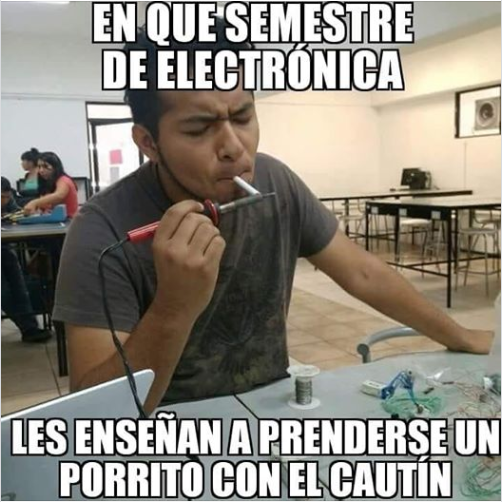 EN QUE SEMESTRE
DE ELECTRÓNICA
LES ENSEÑAN A PRENDERSE UN
PORRITO CON EL CAUTÍN